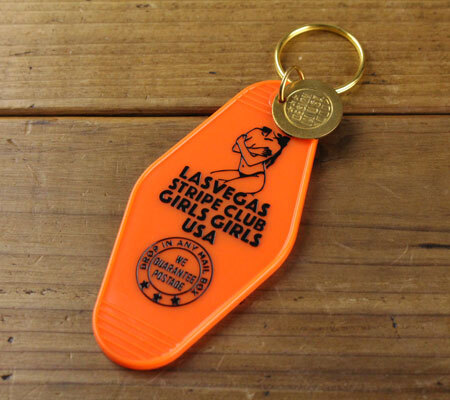 LASVEGAS
STRIPE CLUB
GIRLS GIRLS
USA
DROP IN ANY MAIL BOX
WE
GUARANTEE
POSTAGE